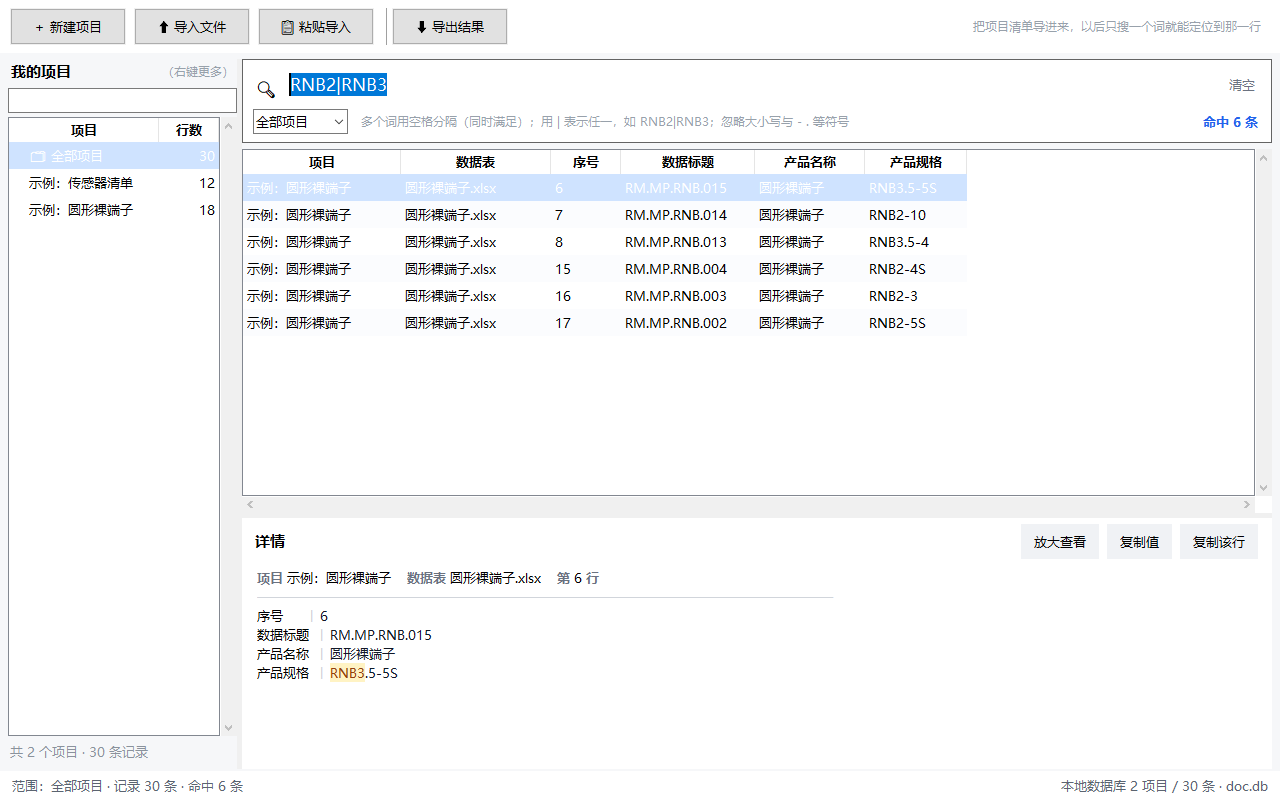 + 新建项目 ⬆ 导入文件 📋 粘贴导入 ⬇ 导出结果 把项目清单导进来，以后只搜一个词就能定位到那一行
我的项目 (右键更多)
RNB2|RNB3 清空
全部项目 多个词用空格分隔（同时满足）；用 | 表示任一，如 RNB2|RNB3；忽略大小写与 - . 等符号 命中 6 条
项目 行数
全部项目 30
示例：传感器清单 12
示例：圆形裸端子 18
项目 数据表 序号 数据标题 产品名称 产品规格
示例：圆形裸端子 圆形裸端子.xlsx 6 RM.MP.RNB.015 圆形裸端子 RNB3.5-5S
示例：圆形裸端子 圆形裸端子.xlsx 7 RM.MP.RNB.014 圆形裸端子 RNB2-10
示例：圆形裸端子 圆形裸端子.xlsx 8 RM.MP.RNB.013 圆形裸端子 RNB3.5-4
示例：圆形裸端子 圆形裸端子.xlsx 15 RM.MP.RNB.004 圆形裸端子 RNB2-4S
示例：圆形裸端子 圆形裸端子.xlsx 16 RM.MP.RNB.003 圆形裸端子 RNB2-3
示例：圆形裸端子 圆形裸端子.xlsx 17 RM.MP.RNB.002 圆形裸端子 RNB2-5S
详情 放大查看 复制值 复制该行
项目 示例：圆形裸端子 数据表 圆形裸端子.xlsx 第 6 行
序号 | 6
数据标题 | RM.MP.RNB.015
产品名称 | 圆形裸端子
产品规格 | RNB3.5-5S
共 2 个项目 · 30 条记录
范围：全部项目 · 记录 30 条 · 命中 6 条 本地数据库 2 项目 / 30 条 · doc.db